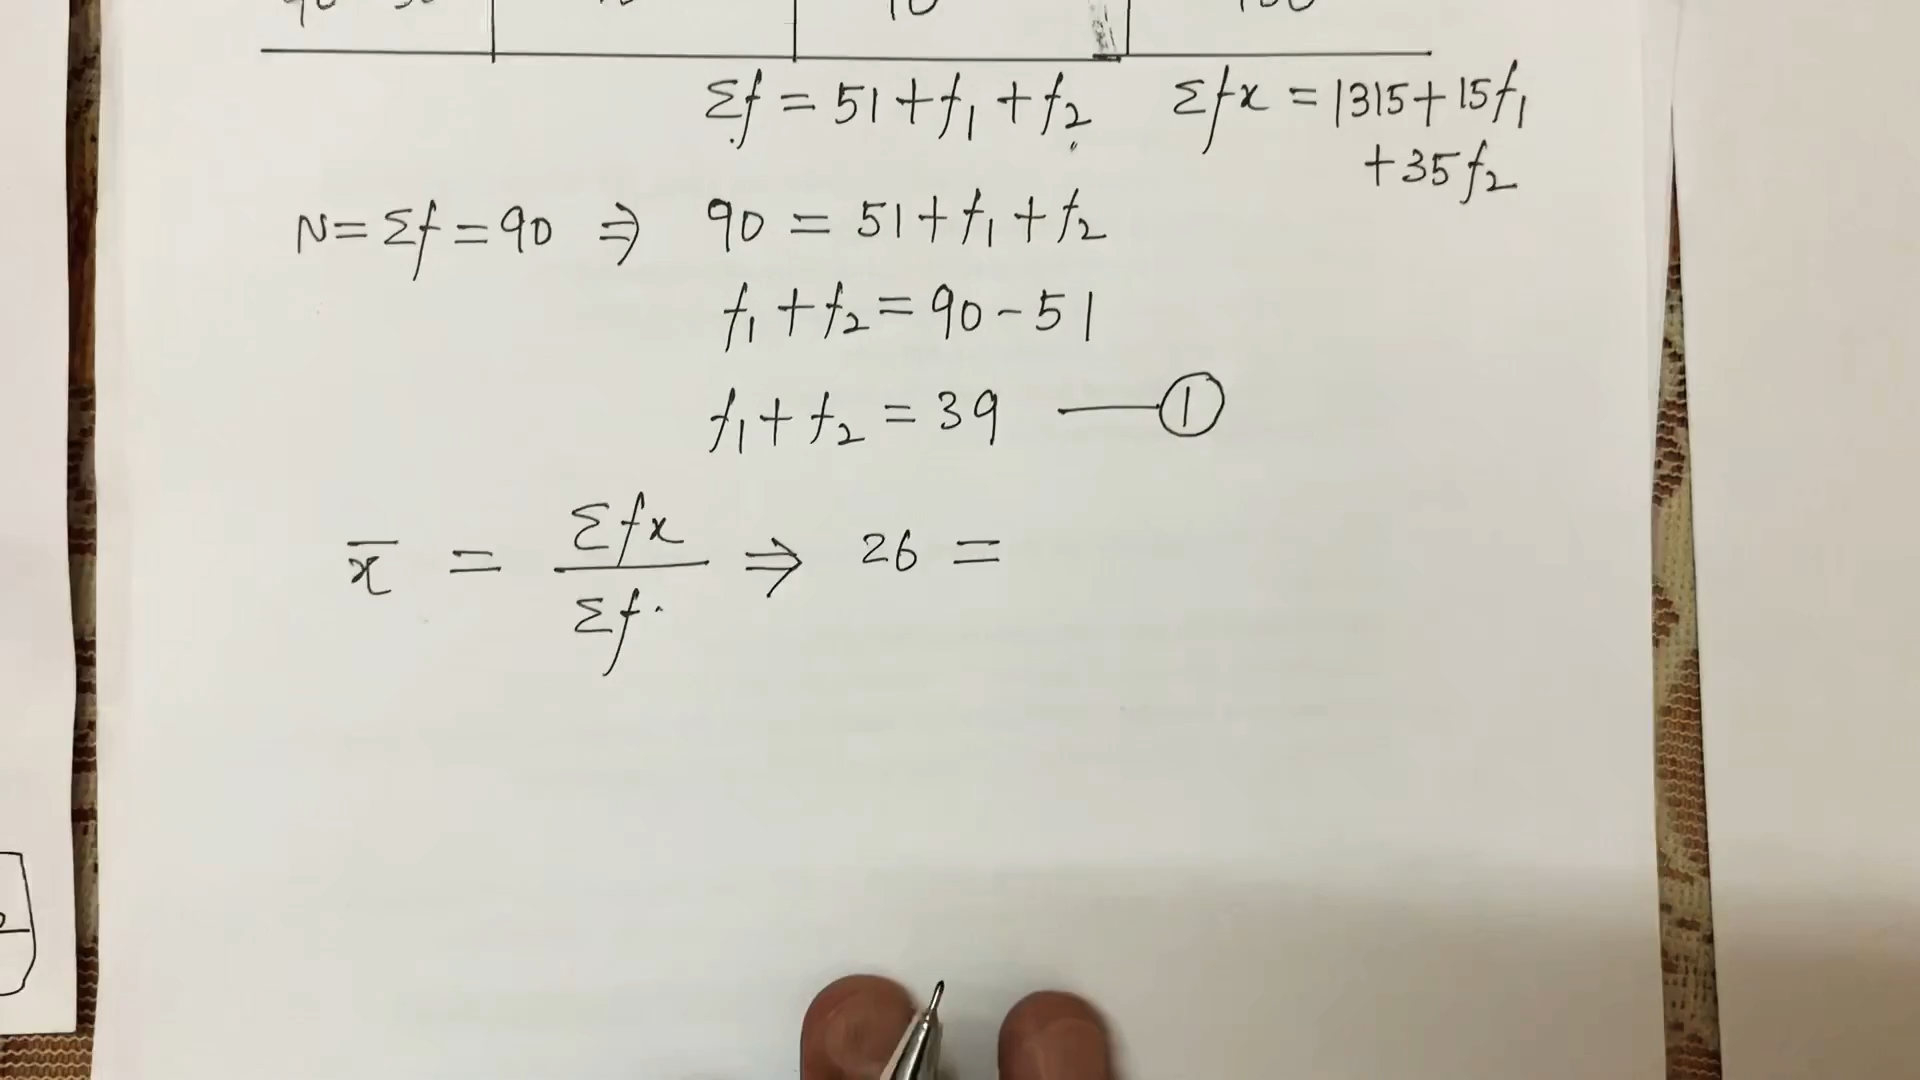 Σf = 51 + f₁ + f₂ Σfx = 1315 + 15f₁
+ 35f₂
N = Σf = 90 ⇒ 90 = 51 + f₁ + f₂
f₁ + f₂ = 90 - 51
f₁ + f₂ = 39 —— ①
x̄ = Σfx / Σf ⇒ 26 =